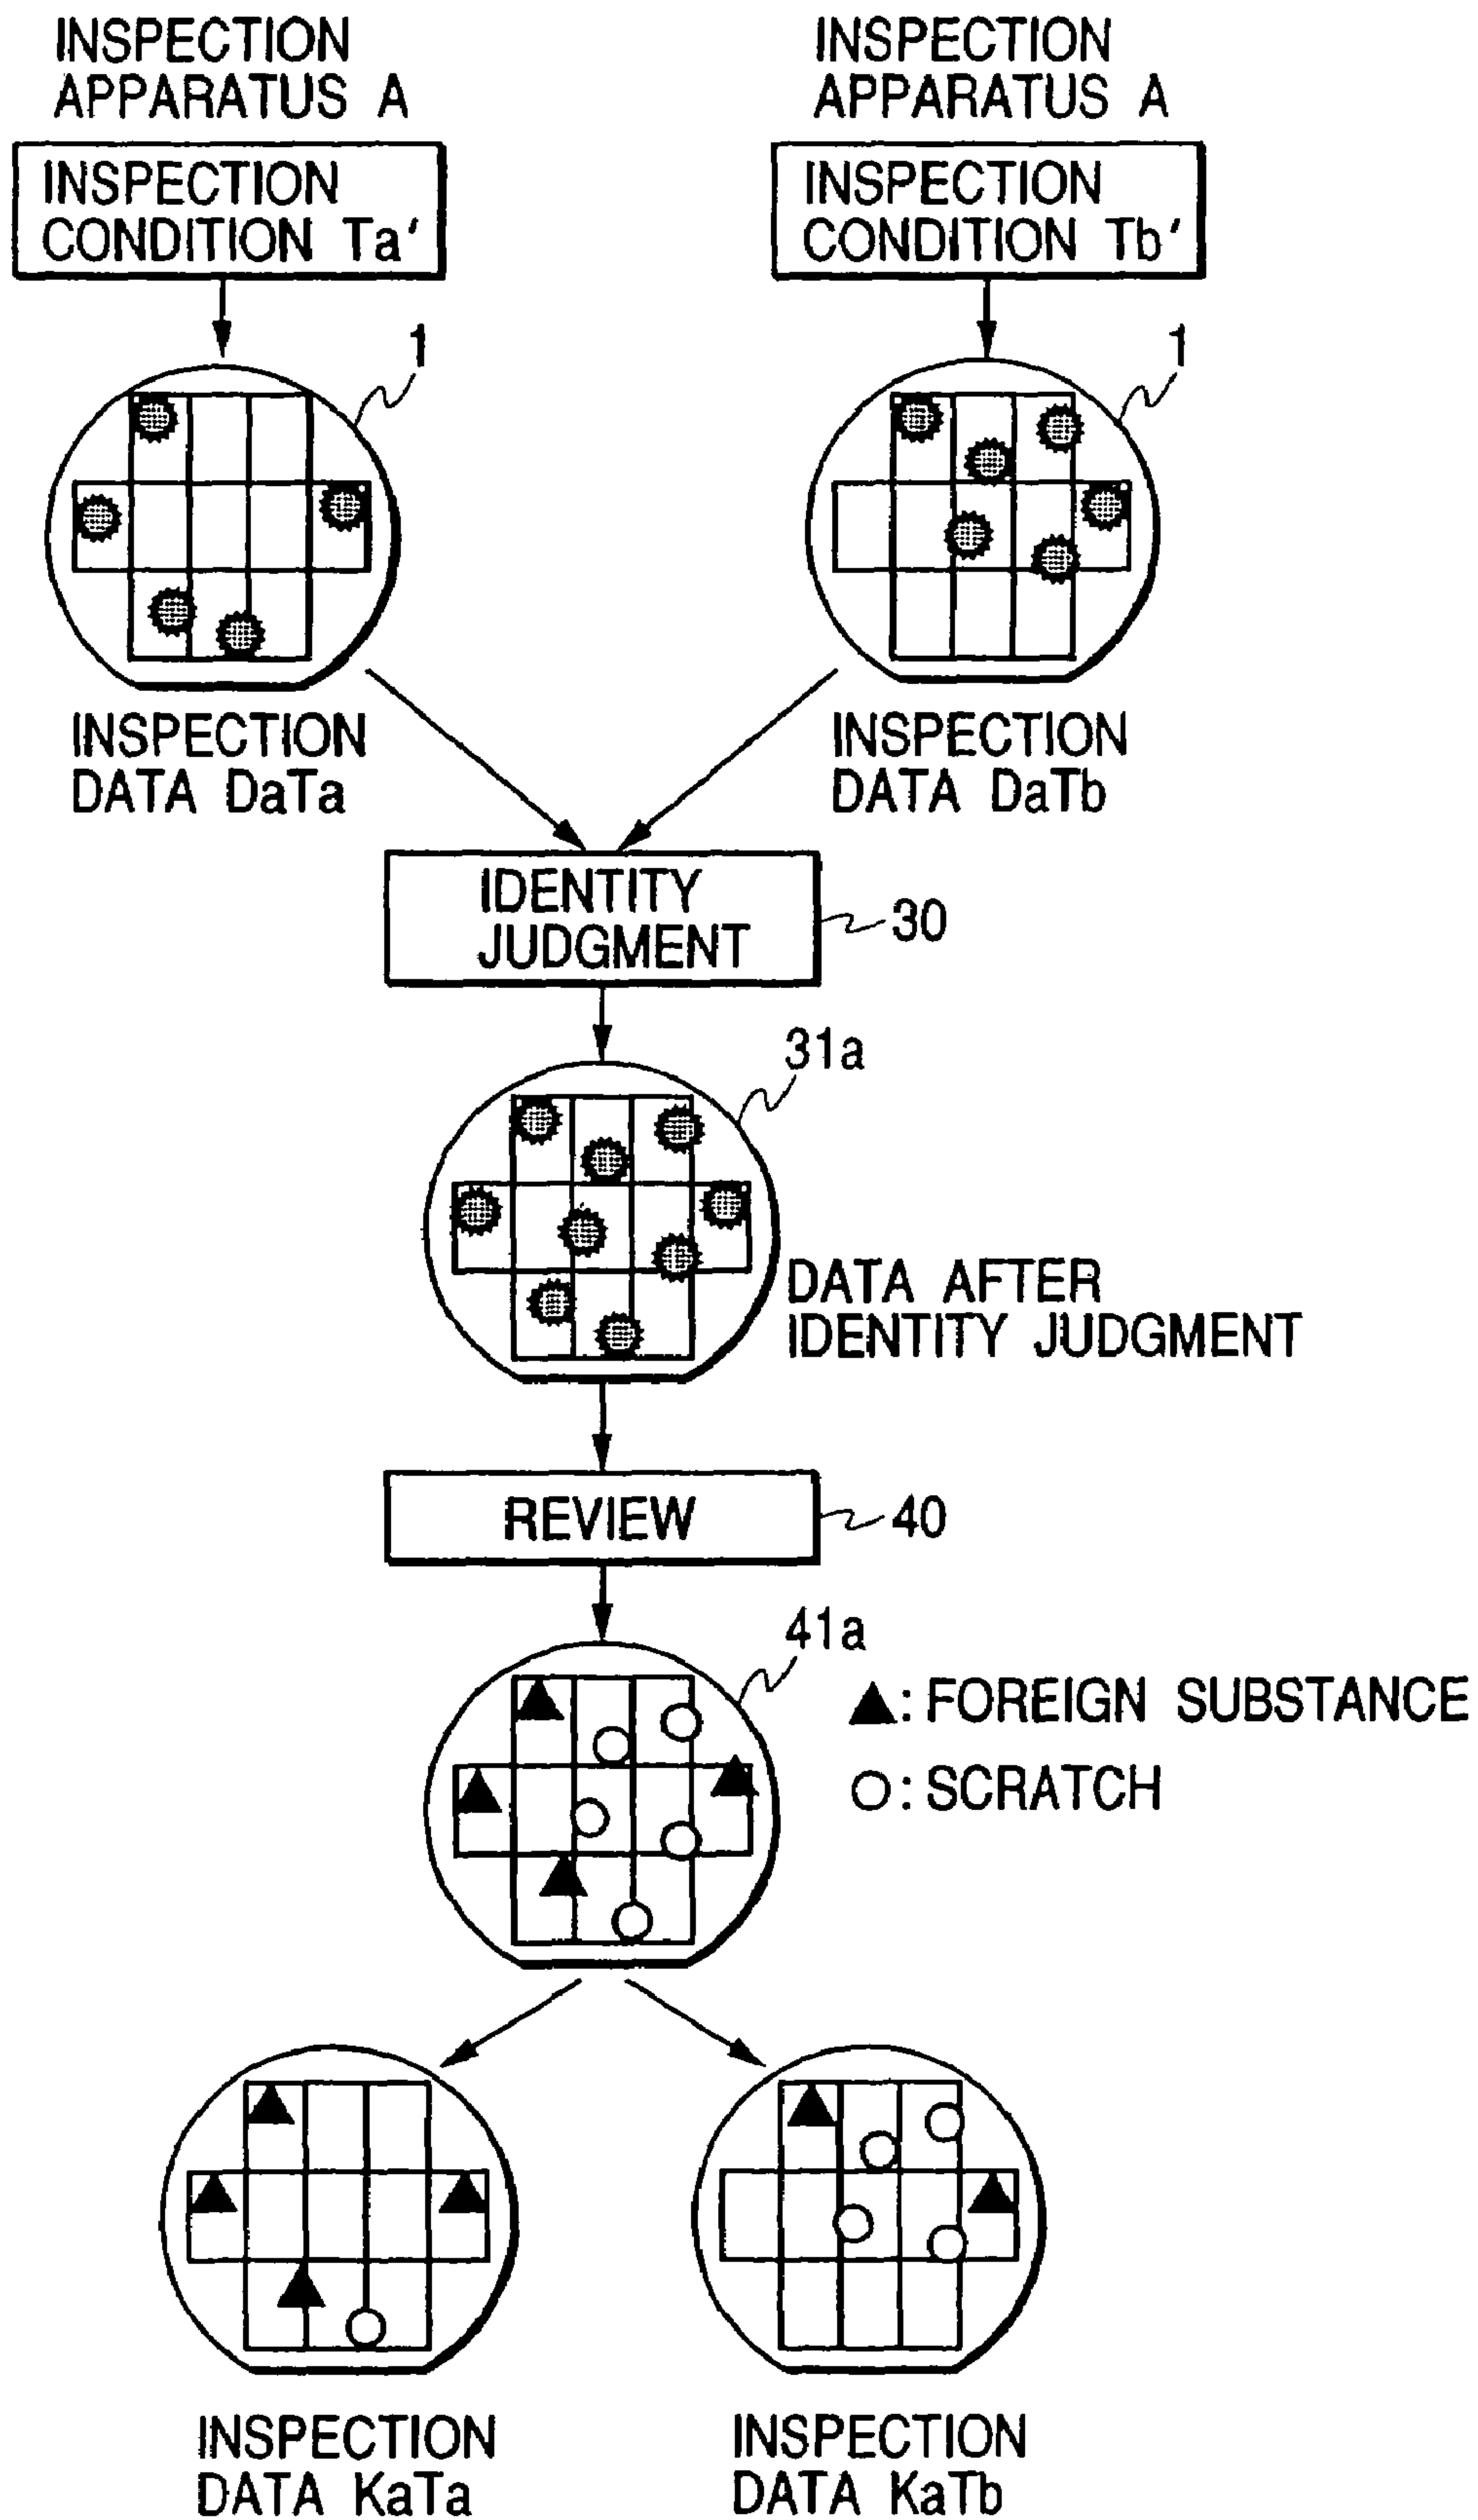 INSPECTION
APPARATUS A
INSPECTION
APPARATUS A
INSPECTION
CONDITION Ta'
INSPECTION
CONDITION Tb'
1
1
INSPECTION
DATA DaTa
INSPECTION
DATA DaTb
IDENTITY
JUDGMENT
30
31a
DATA AFTER
IDENTITY JUDGMENT
REVIEW
40
41a
▲: FOREIGN SUBSTANCE
○: SCRATCH
INSPECTION
DATA KaTa
INSPECTION
DATA KaTb